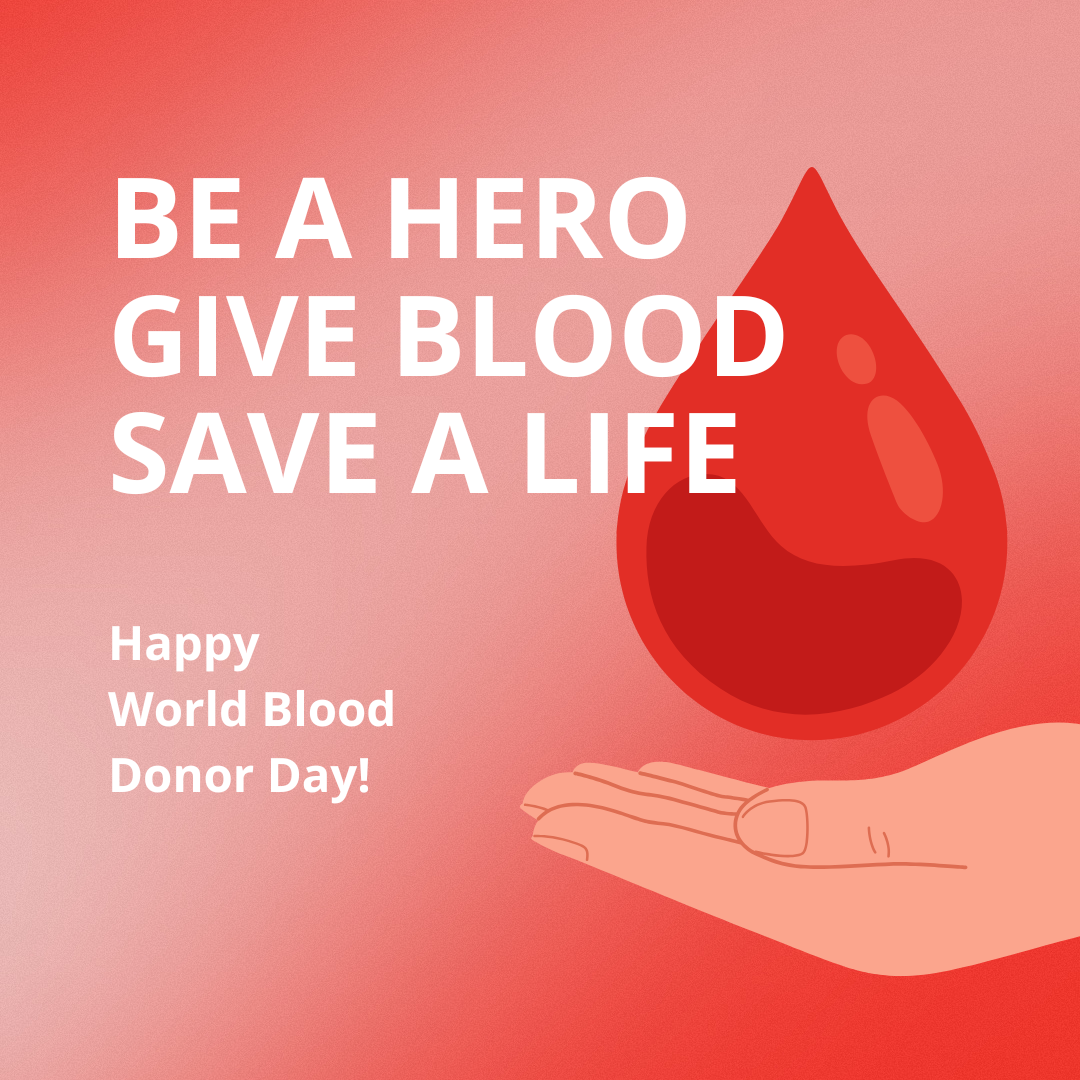 BE A HERO
GIVE BLOOD
SAVE A LIFE
Happy
World Blood
Donor Day!